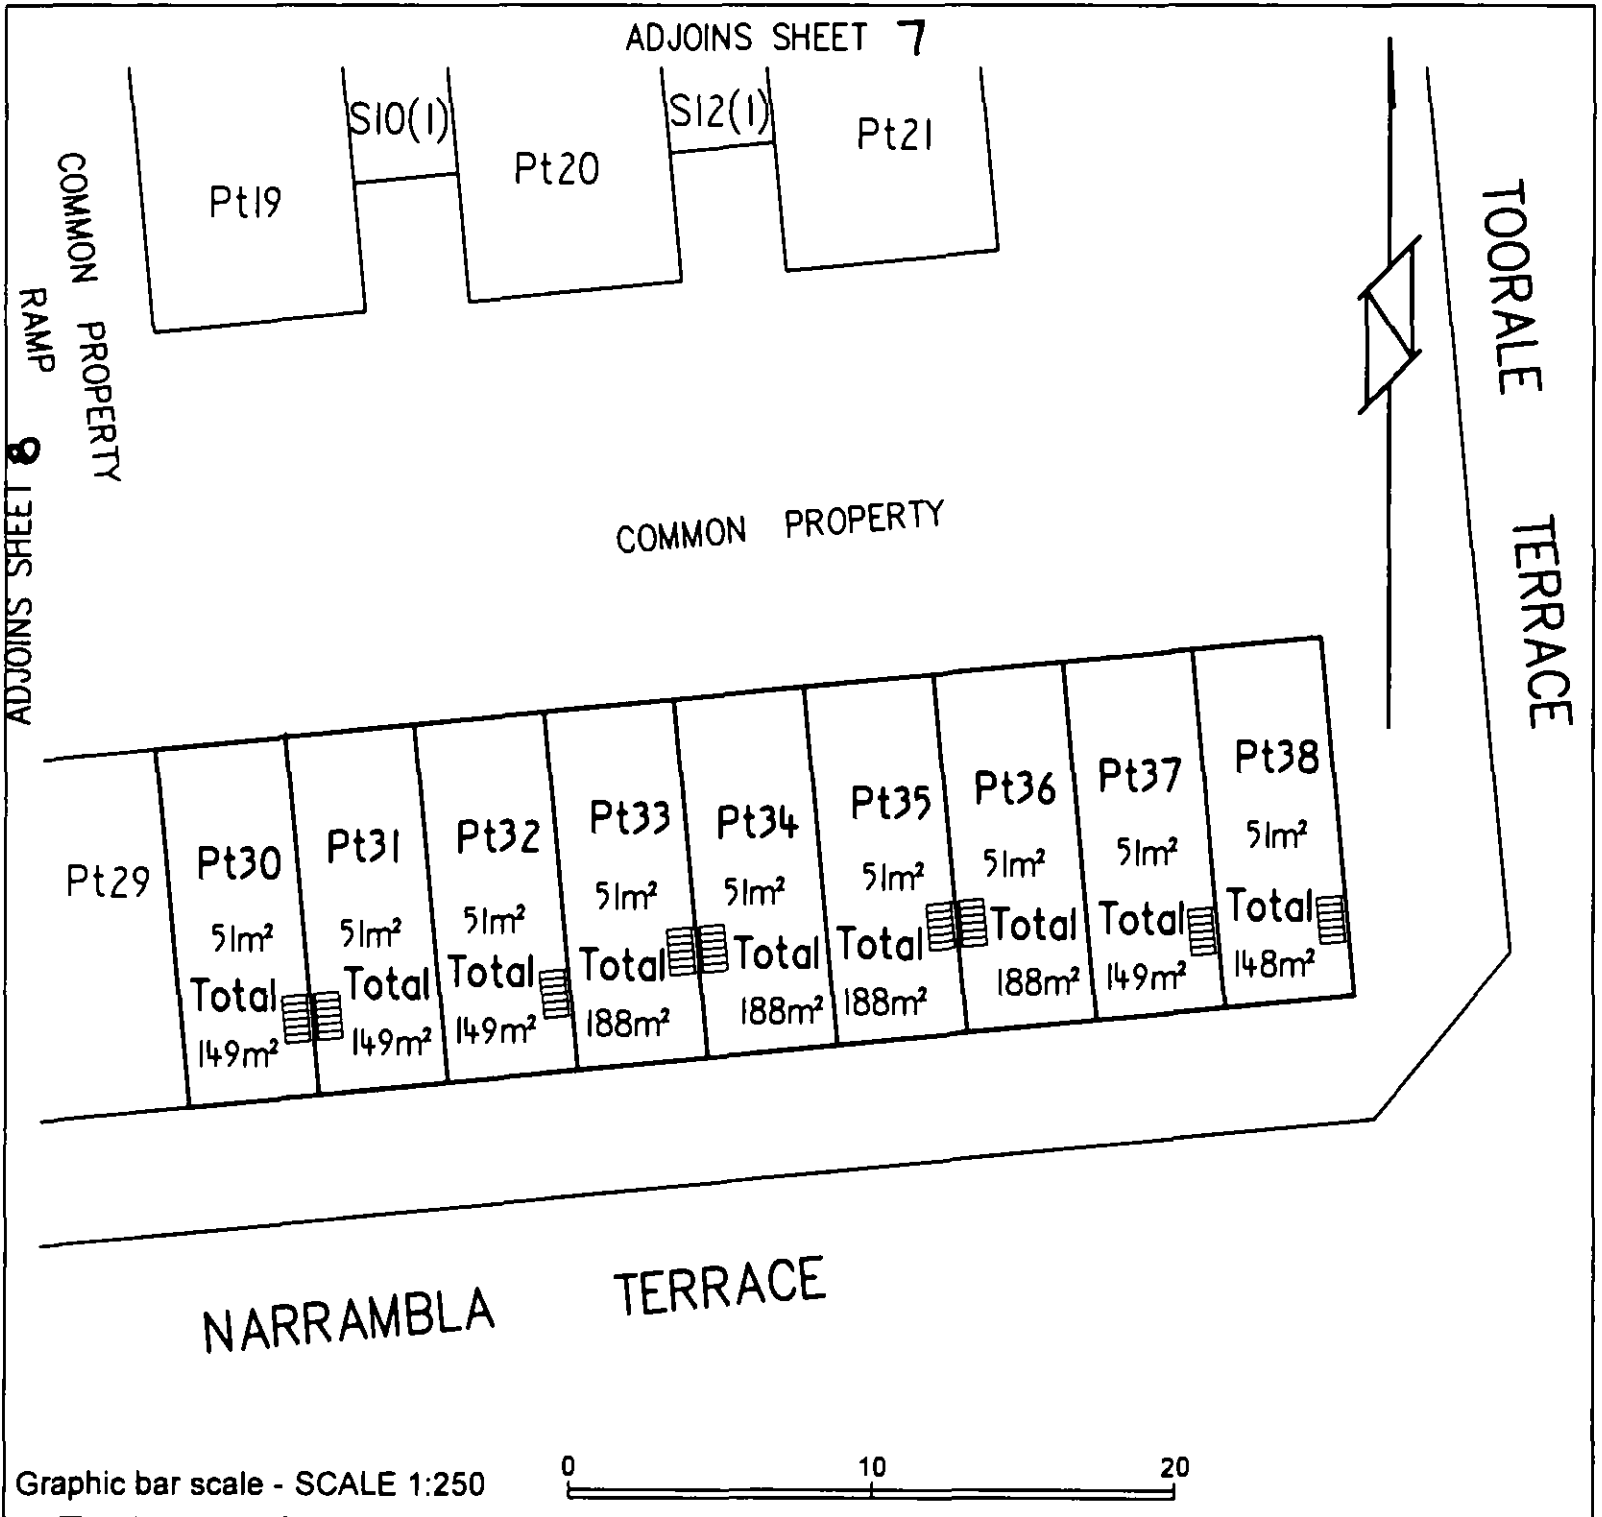 ADJOINS SHEET 7
S10(1)
S12(1)
Pt19
Pt20
Pt21
COMMON PROPERTY
RAMP
ADJOINS SHEET 8
TOORALE TERRACE
COMMON PROPERTY
Pt29
Pt30
51m²
Total
149m²
Pt31
51m²
Total
149m²
Pt32
51m²
Total
149m²
Pt33
51m²
Total
188m²
Pt34
51m²
Total
188m²
Pt35
51m²
Total
188m²
Pt36
51m²
Total
188m²
Pt37
51m²
Total
149m²
Pt38
51m²
Total
148m²
NARRAMBLA TERRACE
Graphic bar scale - SCALE 1:250
0 10 20